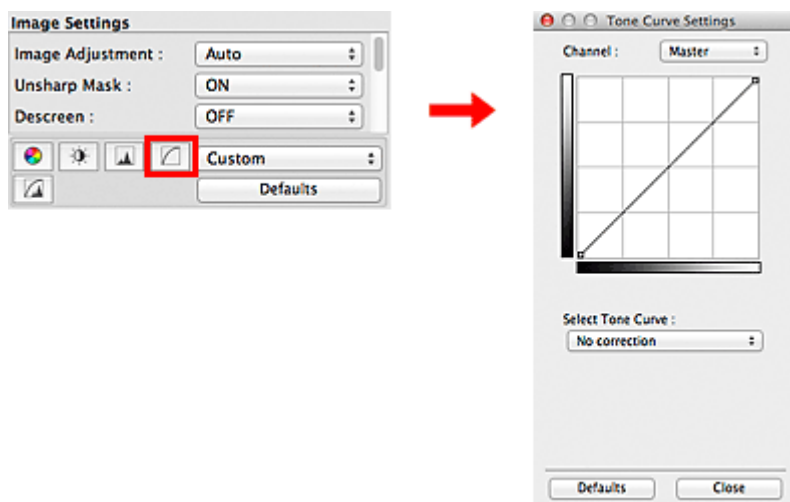 Image Settings
Image Adjustment : Auto
Unsharp Mask : ON
Descreen : OFF
Custom
Defaults
Tone Curve Settings
Channel : Master
Select Tone Curve :
No correction
Defaults Close